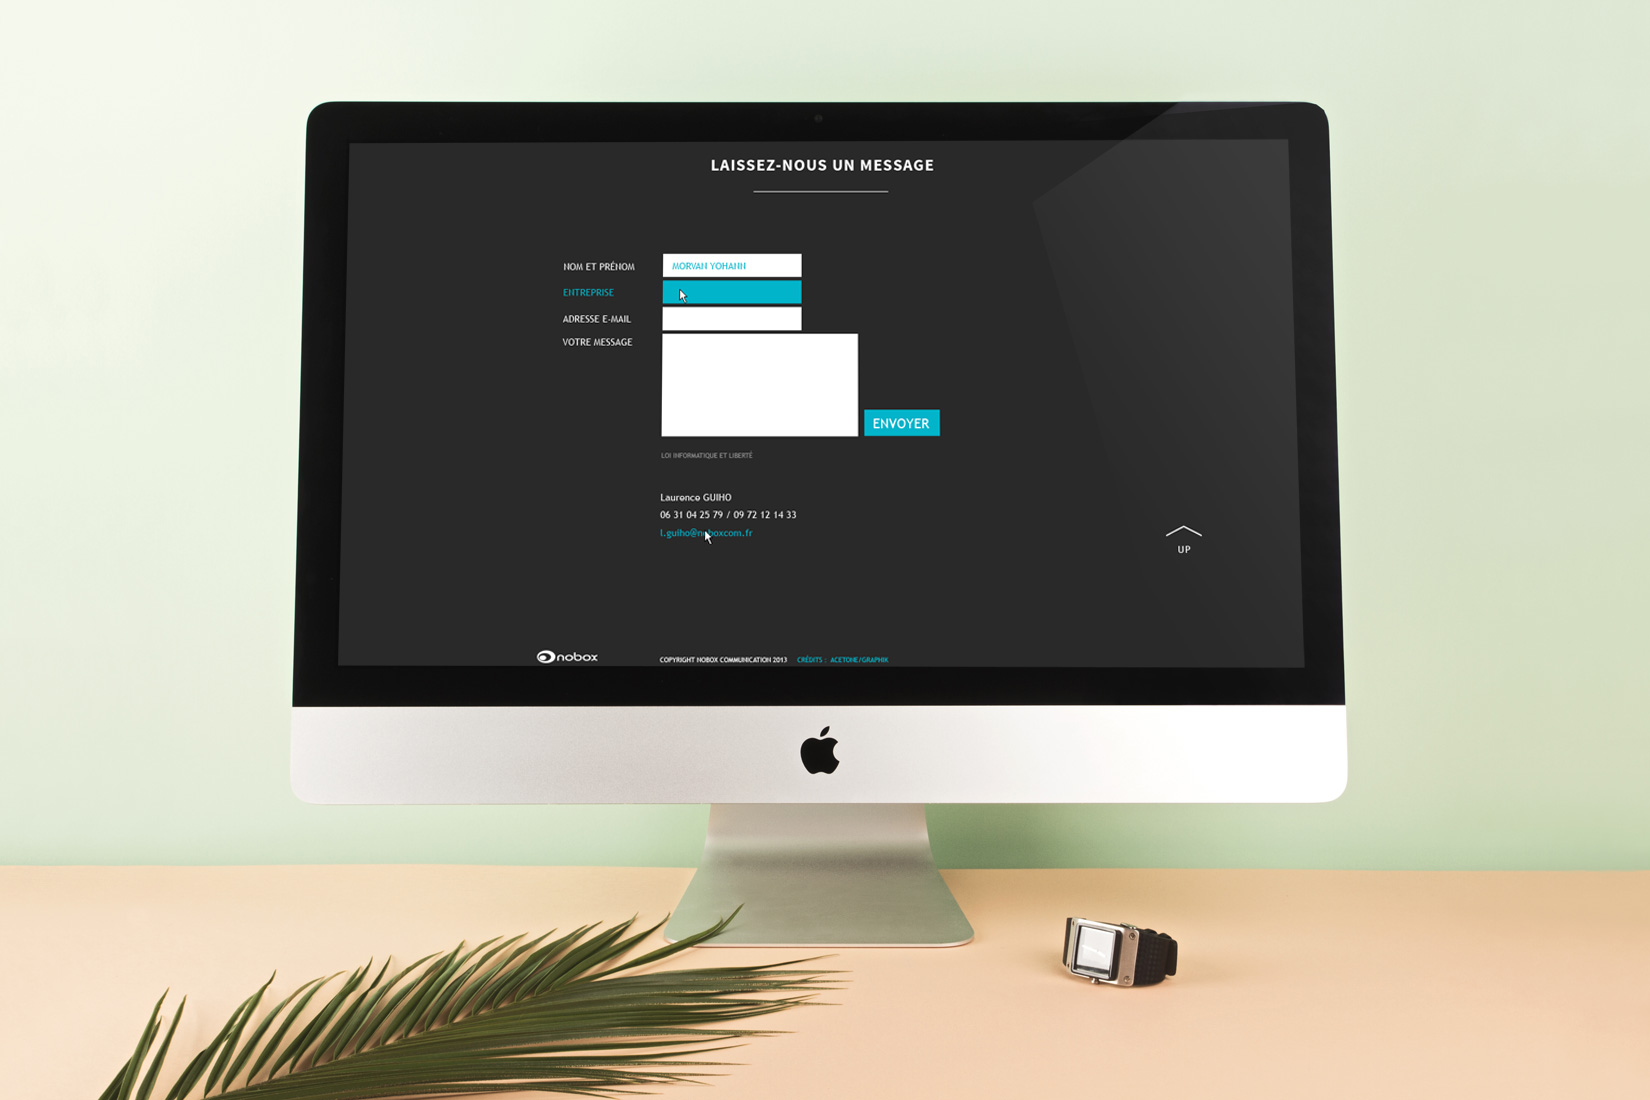 LAISSEZ-NOUS UN MESSAGE
NOM ET PRÉNOM MORVAN YOHANN
ENTREPRISE
ADRESSE E-MAIL
VOTRE MESSAGE
ENVOYER
LOI INFORMATIQUE ET LIBERTÉ
Laurence GUIHO
06 31 04 25 79 / 09 72 12 14 33
l.guiho@noboxcom.fr
UP
nobox COPYRIGHT NOBOX COMMUNICATION 2013 CRÉDITS : ACETONE/GRAPHIK